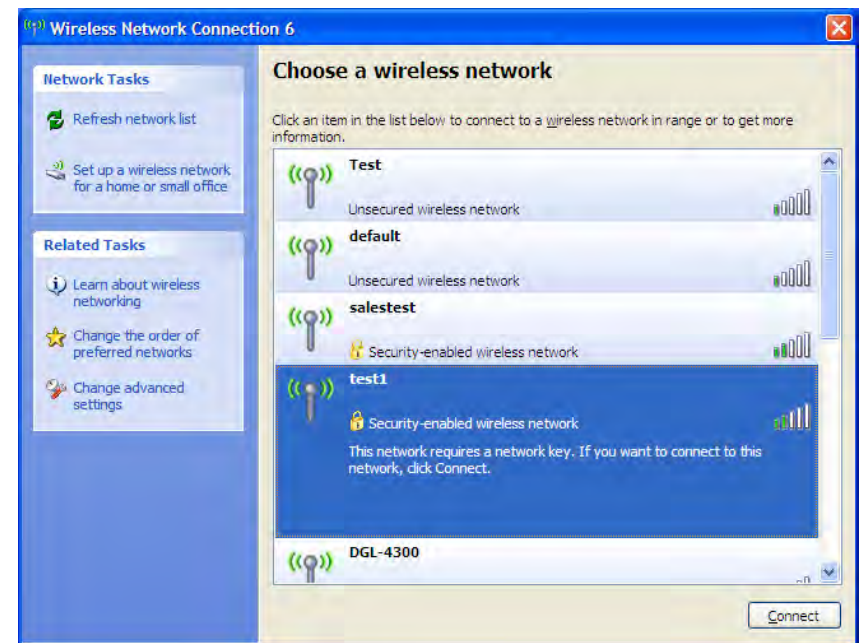 Wireless Network Connection 6
Network Tasks
Refresh network list
Set up a wireless network
for a home or small office
Related Tasks
Learn about wireless
networking
Change the order of
preferred networks
Change advanced
settings
Choose a wireless network
Click an item in the list below to connect to a wireless network in range or to get more
information.
Test
Unsecured wireless network
default
Unsecured wireless network
salestest
Security-enabled wireless network
test1
Security-enabled wireless network
This network requires a network key. If you want to connect to this
network, click Connect.
DGL-4300
Connect